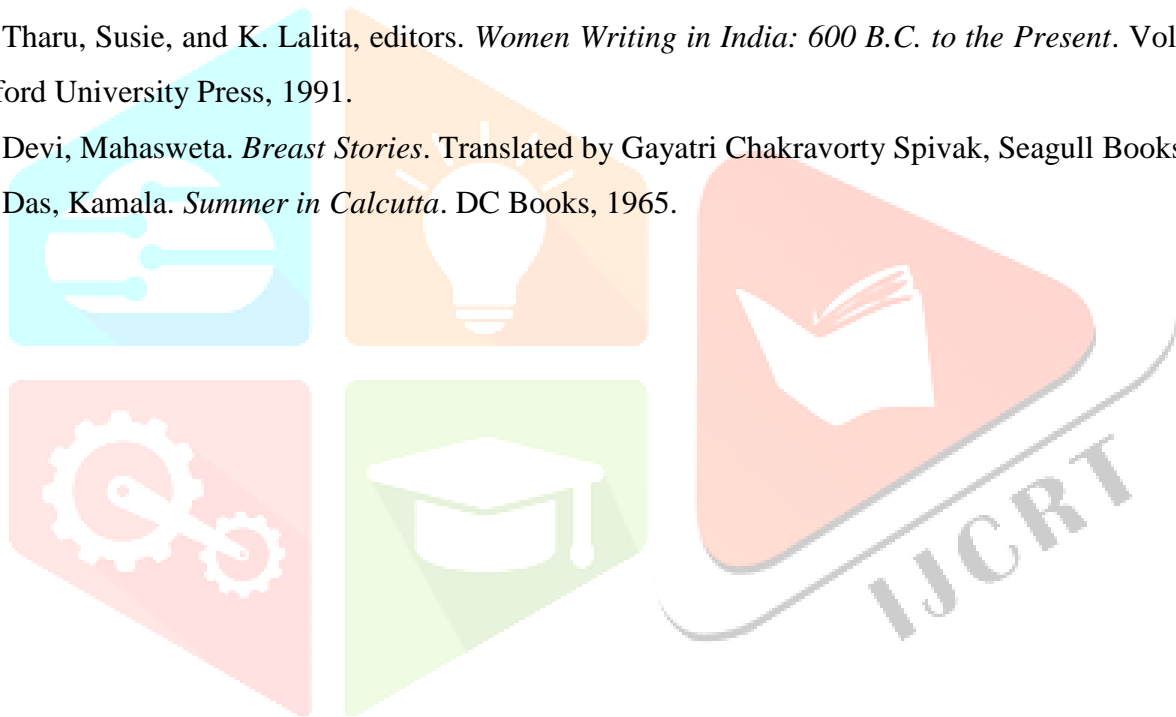 Tharu, Susie, and K. Lalita, editors. Women Writing in India: 600 B.C. to the Present. Vol
ford University Press, 1991.
Devi, Mahasweta. Breast Stories. Translated by Gayatri Chakravorty Spivak, Seagull Books
Das, Kamala. Summer in Calcutta. DC Books, 1965.
IJCRT